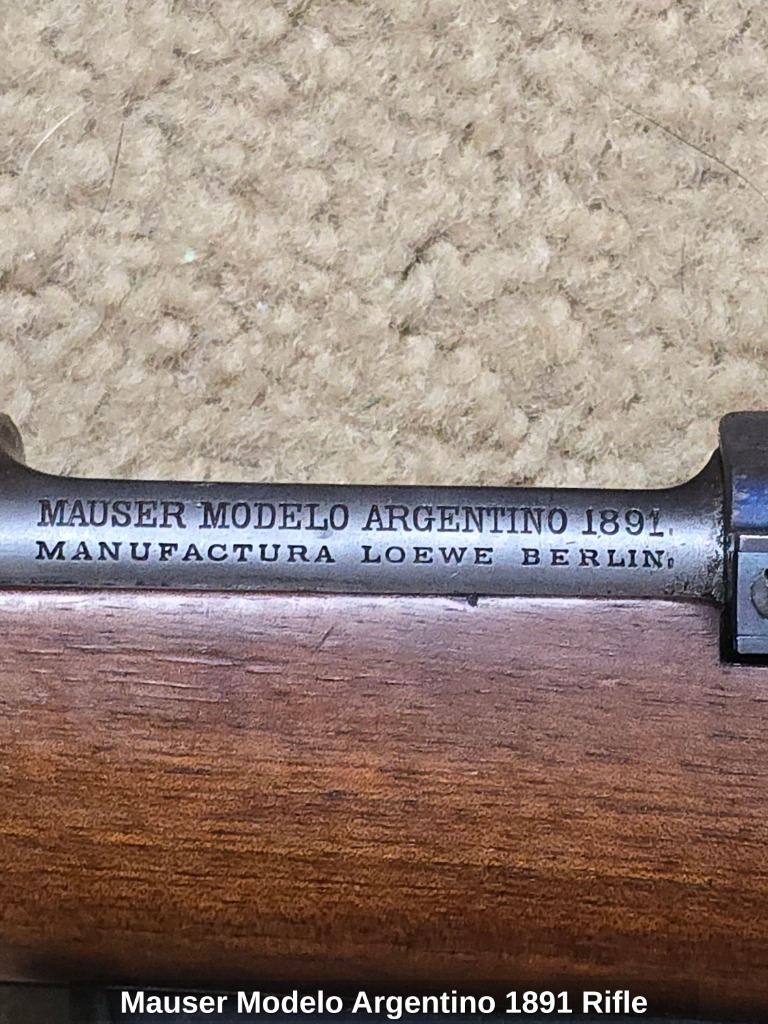 MAUSER MODELO ARGENTINO 1891.
MANUFACTURA LOEWE BERLIN.
Mauser Modelo Argentino 1891 Rifle